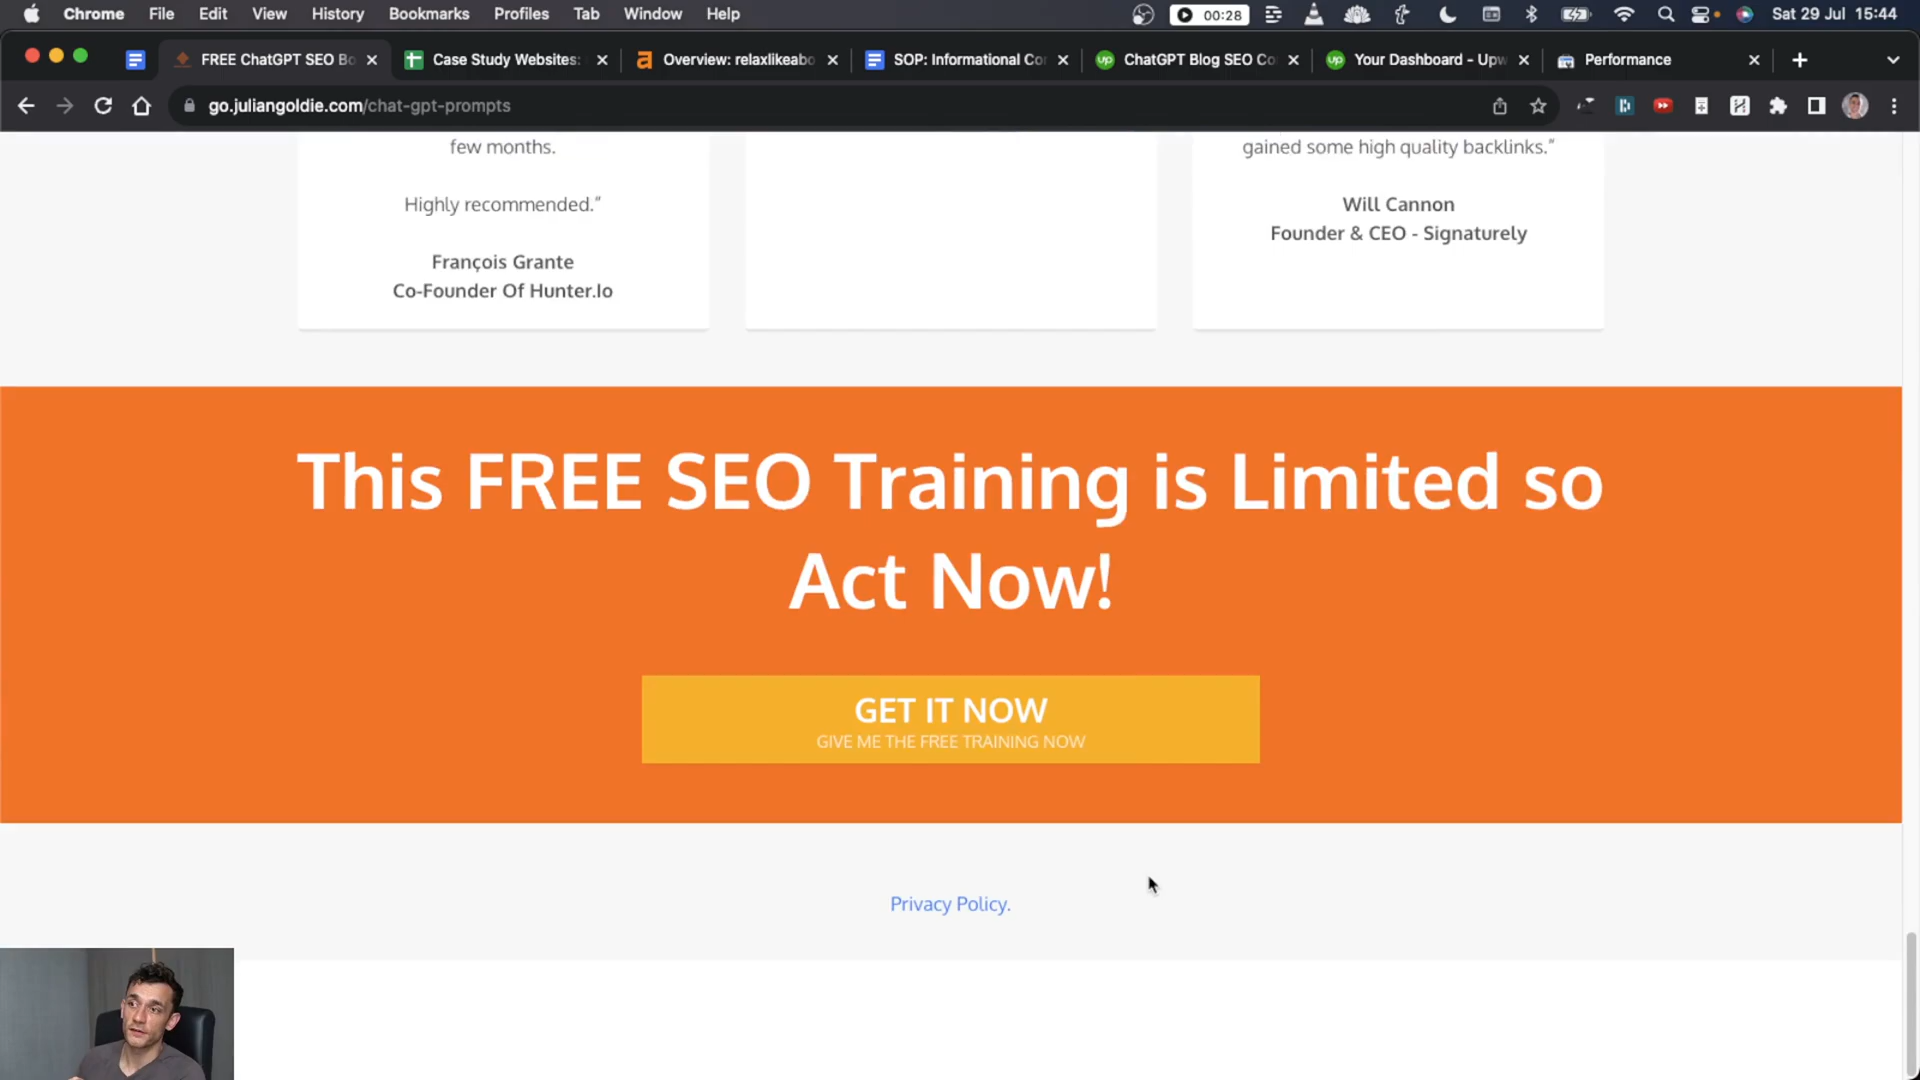 Chrome File Edit View History Bookmarks Profiles Tab Window Help 00:28 Sat 29 Jul 15:44
FREE ChatGPT SEO Bo Case Study Websites: Overview: relaxlikeabo SOP: Informational Co ChatGPT Blog SEO Co Your Dashboard - Upw Performance
go.juliangoldie.com/chat-gpt-prompts
few months.
Highly recommended.”
François Grante
Co-Founder Of Hunter.Io
gained some high quality backlinks.”
Will Cannon
Founder & CEO - Signaturely
This FREE SEO Training is Limited so
Act Now!
GET IT NOW
GIVE ME THE FREE TRAINING NOW
Privacy Policy.